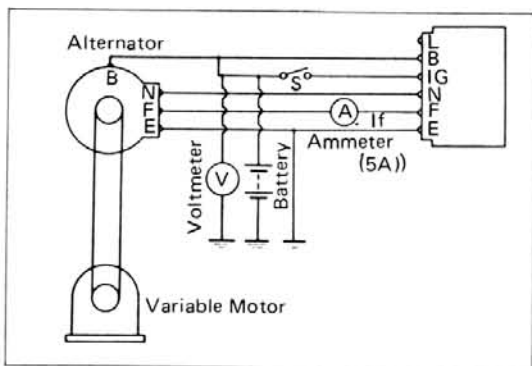 Alternator
B
N
F
E
L
B
IG
N
F
E
S
A
If
Ammeter
(5A))
V
Voltmeter
Battery
Variable Motor